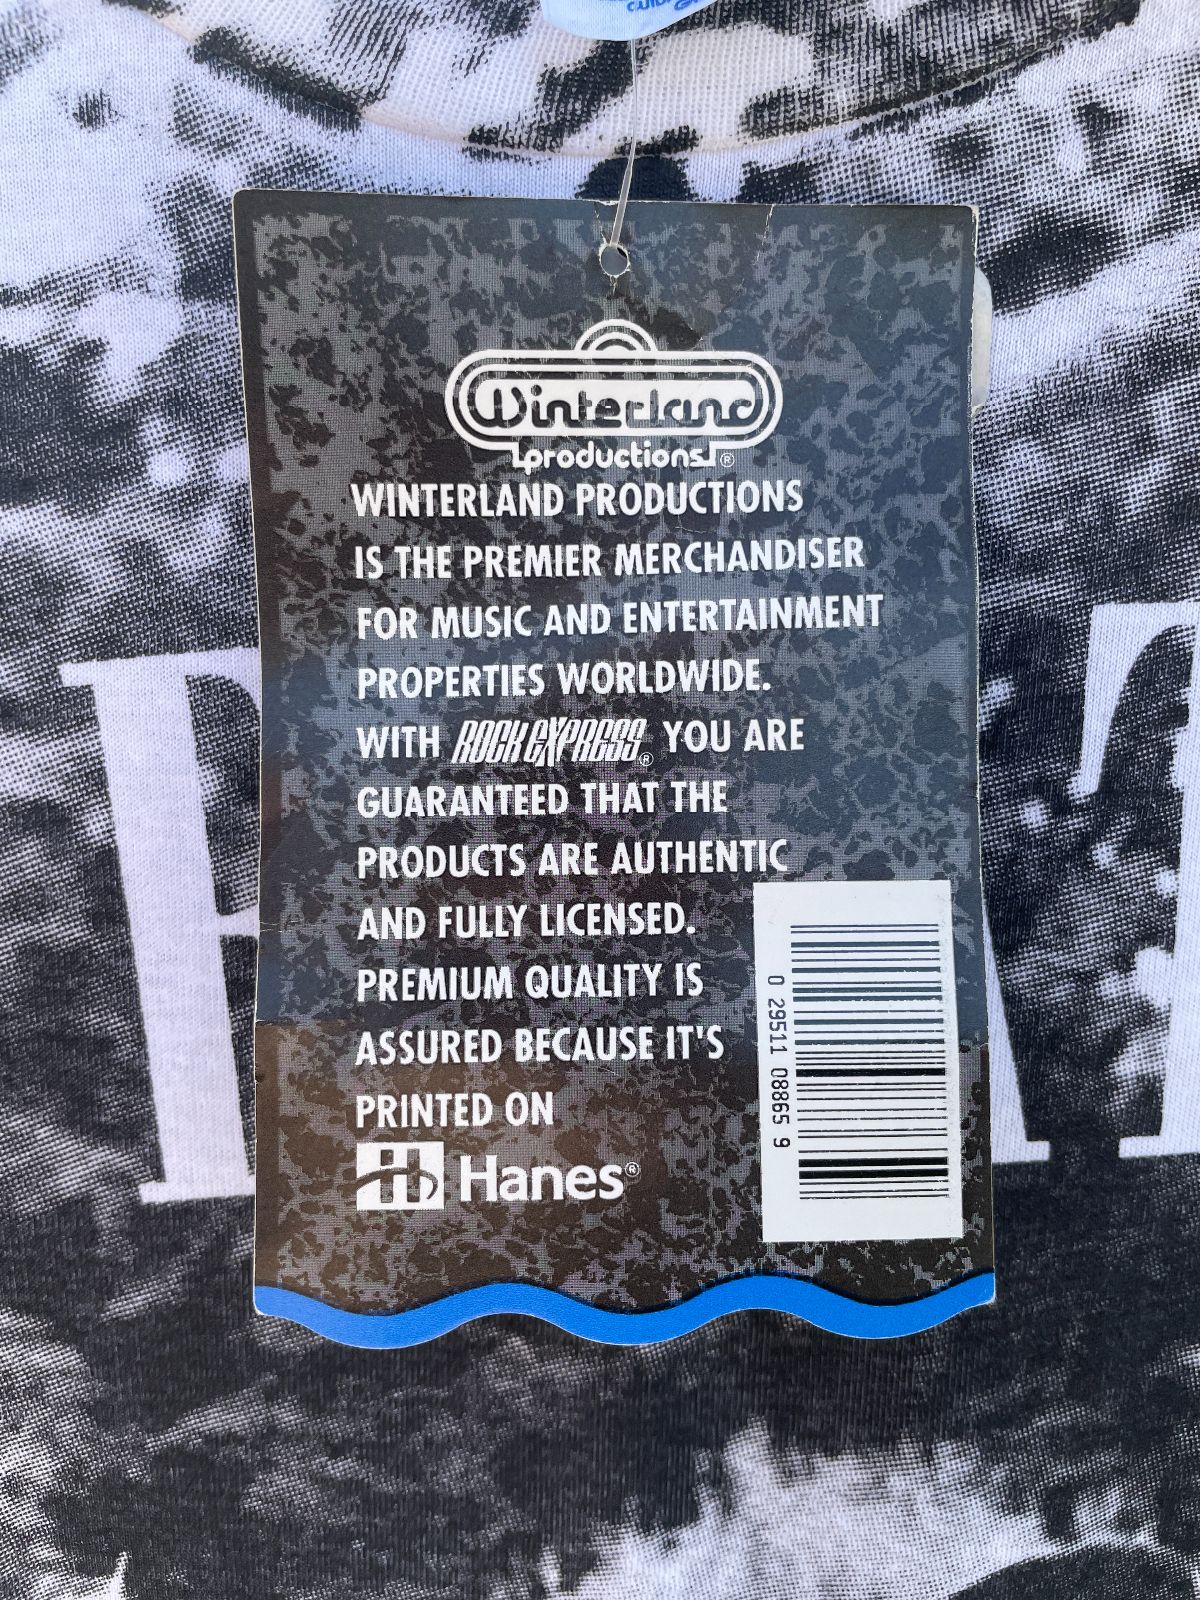 Winterland
productions®
WINTERLAND PRODUCTIONS
IS THE PREMIER MERCHANDISER
FOR MUSIC AND ENTERTAINMENT
PROPERTIES WORLDWIDE.
WITH ROCK EXPRESS® YOU ARE
GUARANTEED THAT THE
PRODUCTS ARE AUTHENTIC
AND FULLY LICENSED.
PREMIUM QUALITY IS
ASSURED BECAUSE IT'S
PRINTED ON
Hanes®
0 29511 08865 9